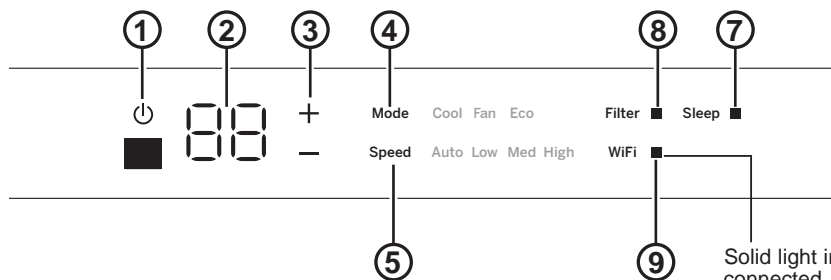 1 2 3 4 8 7
88 + Mode Cool Fan Eco Filter Sleep
− Speed Auto Low Med High WiFi
5 9
Solid light
connected